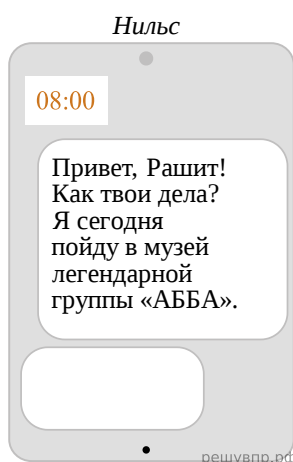 Нильс
08:00
Привет, Рашит!
Как твои дела?
Я сегодня
пойду в музей
легендарной
группы «АББА».
решувпр.рф